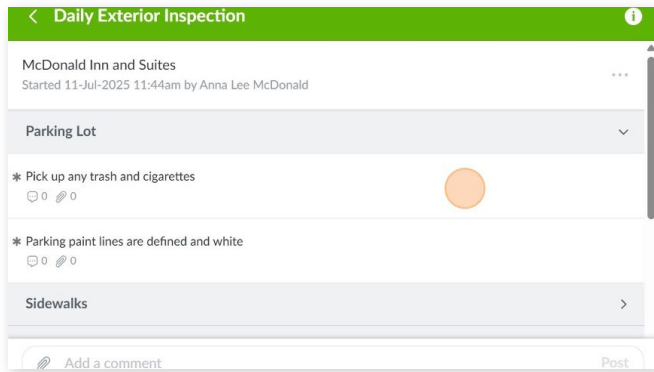 Daily Exterior Inspection
McDonald Inn and Suites
Started 11-Jul-2025 11:44am by Anna Lee McDonald
Parking Lot
* Pick up any trash and cigarettes
0 0
* Parking paint lines are defined and white
0 0
Sidewalks
Add a comment Post